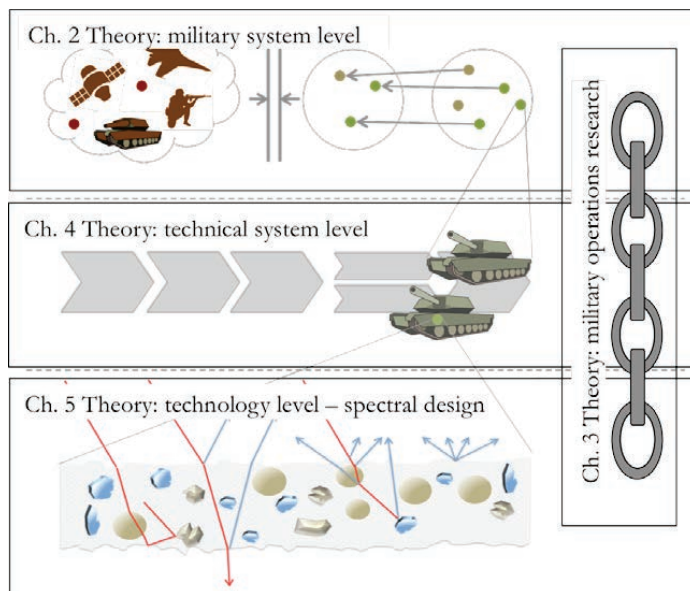 Ch. 2 Theory: military system level
Ch. 4 Theory: technical system level
Ch. 5 Theory: technology level – spectral design
Ch. 3 Theory: military operations research